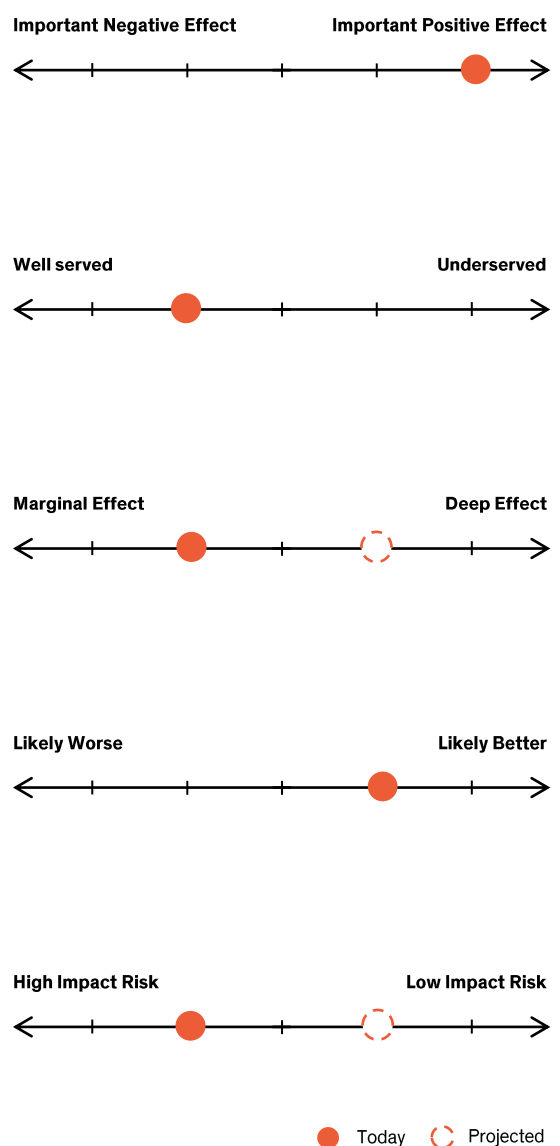 Important Negative Effect Important Positive Effect
Well served Underserved
Marginal Effect Deep Effect
Likely Worse Likely Better
High Impact Risk Low Impact Risk
Today Projected